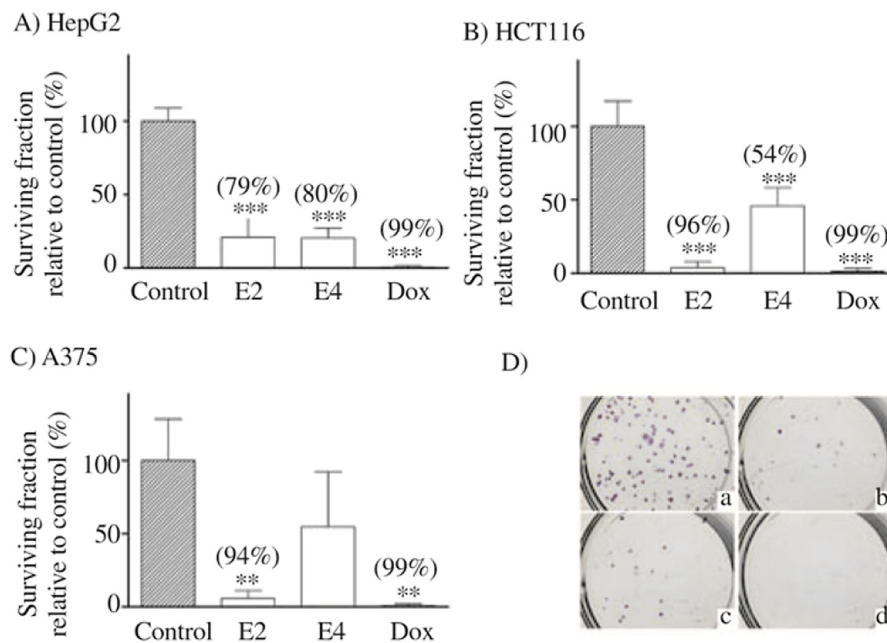 A) HepG2
Surviving fraction
relative to control (%)
100
50
0
(79%)
***
(80%)
***
(99%)
***
Control E2 E4 Dox
B) HCT116
Surviving fraction
relative to control (%)
100
50
0
(96%)
***
(54%)
***
(99%)
***
Control E2 E4 Dox
C) A375
Surviving fraction
relative to control (%)
100
50
0
(94%)
**
(99%)
**
Control E2 E4 Dox
D)
a
b
c
d